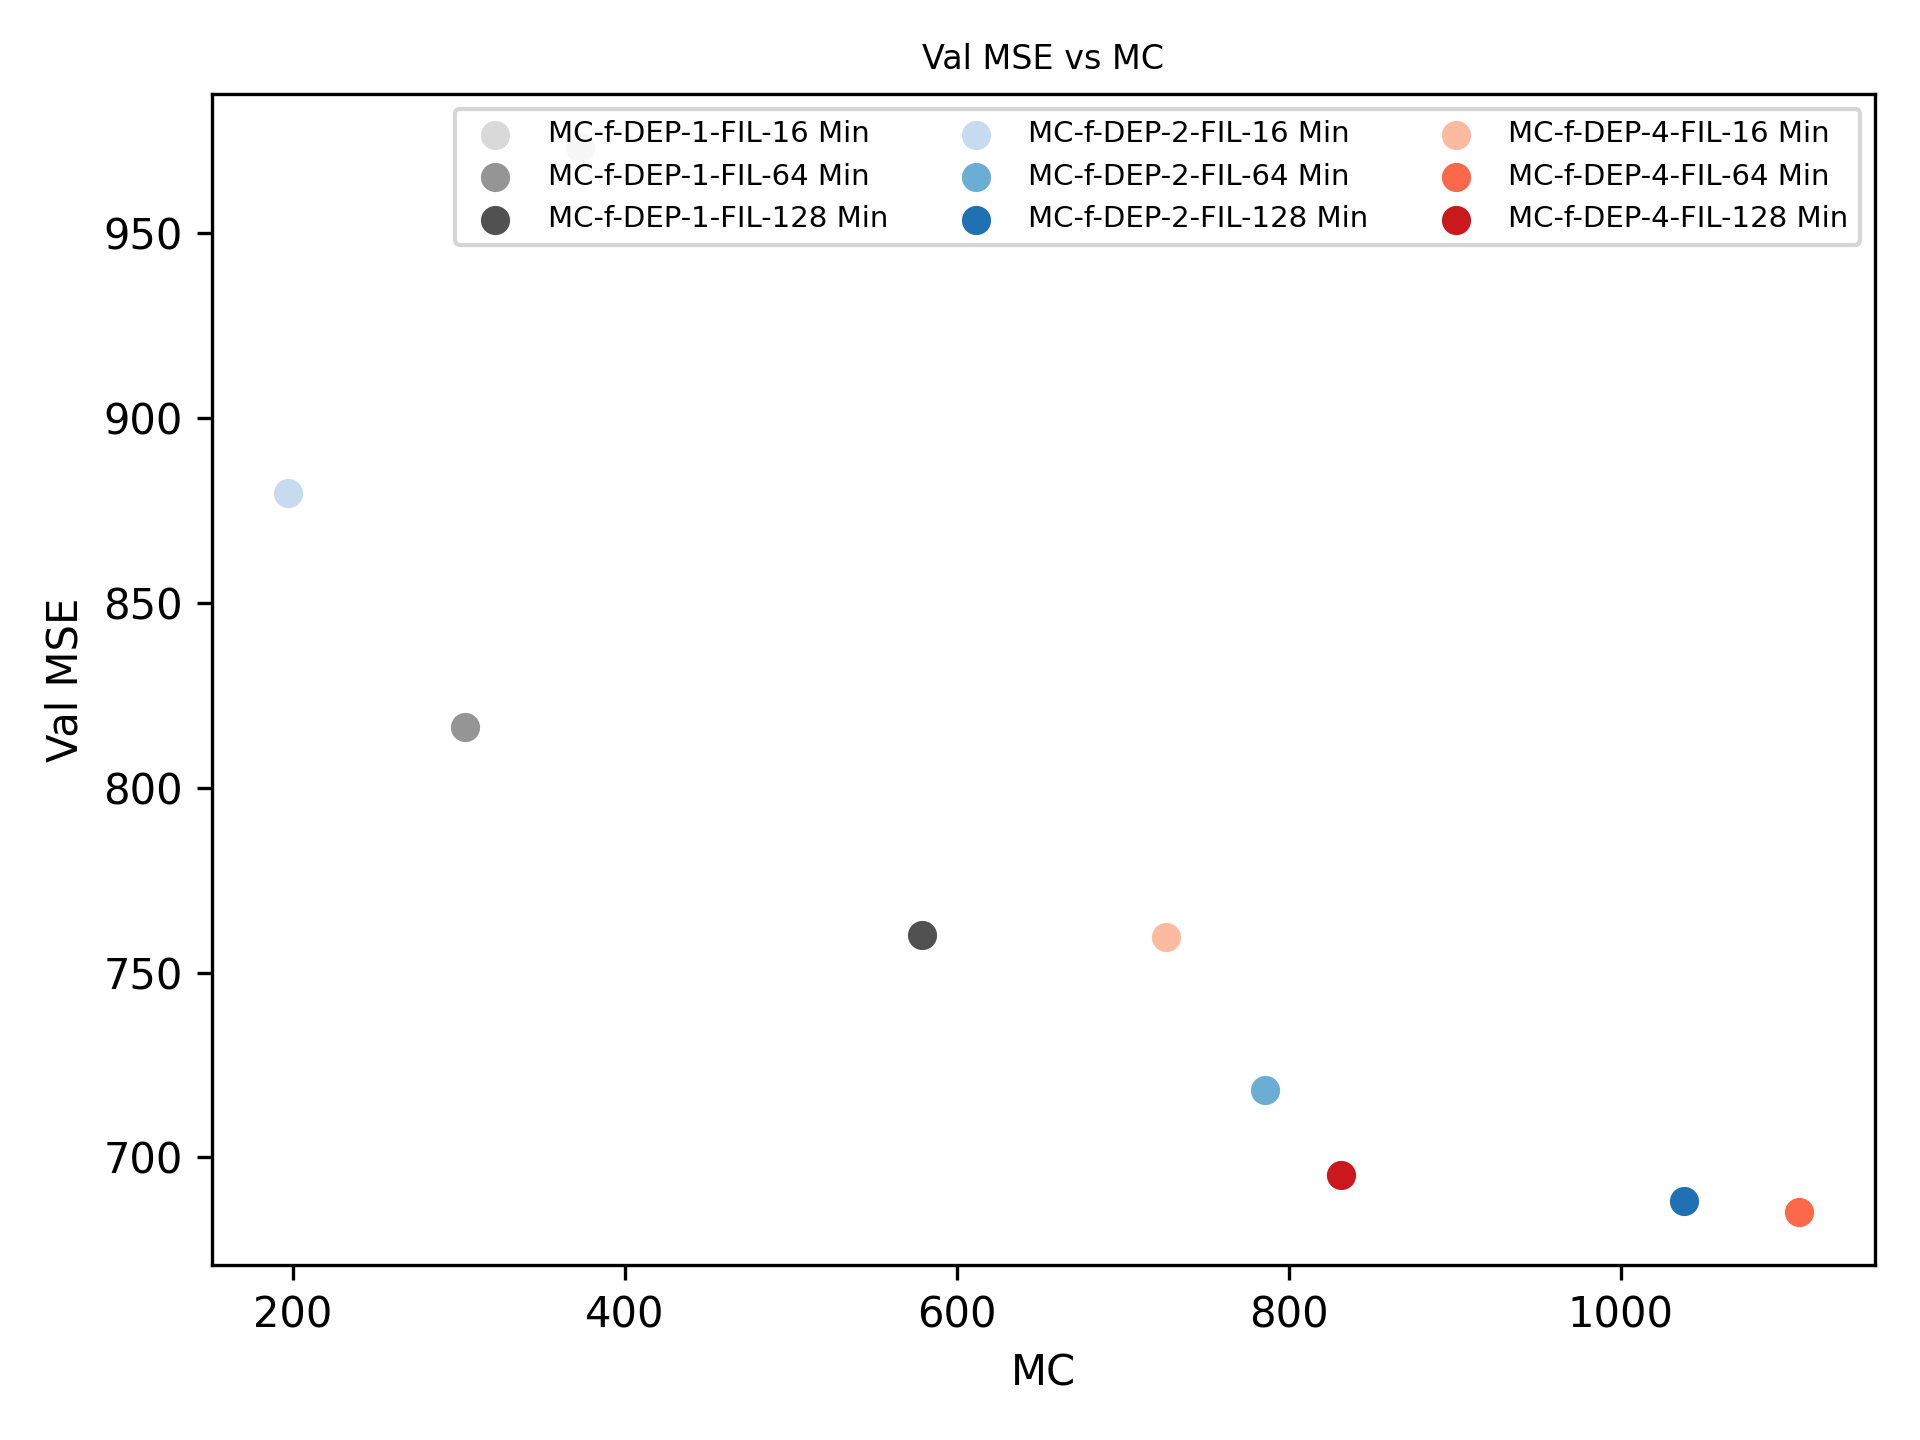 Val MSE vs MC
MC-f-DEP-1-FIL-16 Min
MC-f-DEP-1-FIL-64 Min
MC-f-DEP-1-FIL-128 Min
MC-f-DEP-2-FIL-16 Min
MC-f-DEP-2-FIL-64 Min
MC-f-DEP-2-FIL-128 Min
MC-f-DEP-4-FIL-16 Min
MC-f-DEP-4-FIL-64 Min
MC-f-DEP-4-FIL-128 Min
Val MSE
950
900
850
800
750
700
200
400
600
800
1000
MC